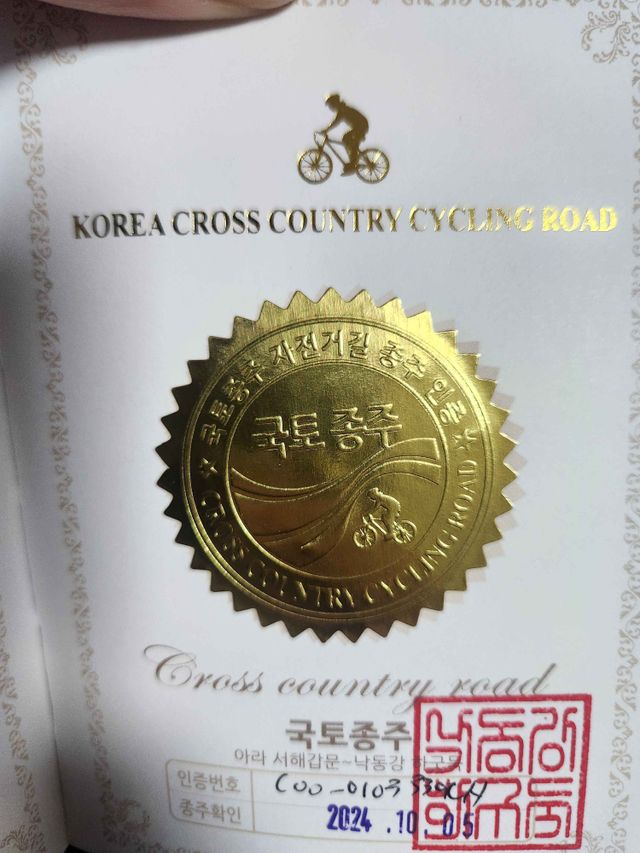 KOREA CROSS COUNTRY CYCLING ROAD
국토종주 자전거길 종주 인증
국토 종주
CROSS COUNTRY CYCLING ROAD
Cross country road
국토종주
아라 서해갑문~낙동강 하구둑
인증번호 C00-0103
종주확인 2024.10.05
낙동강
하구둑